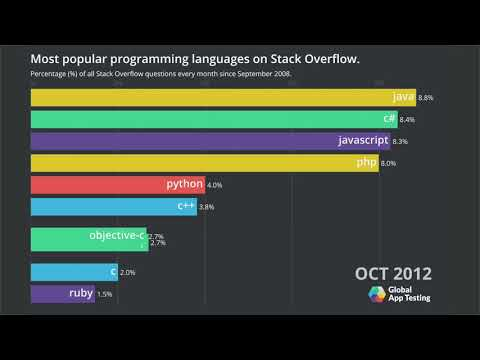 Most popular programming languages on Stack Overflow.
Percentage (%) of all Stack Overflow questions every month since September 2008.
java 8.8%
c# 8.4%
javascript 8.3%
php 8.0%
python 4.0%
c++ 3.8%
objective-c 2.7%
2.7%
c 2.0%
ruby 1.5%
OCT 2012
Global
App Testing